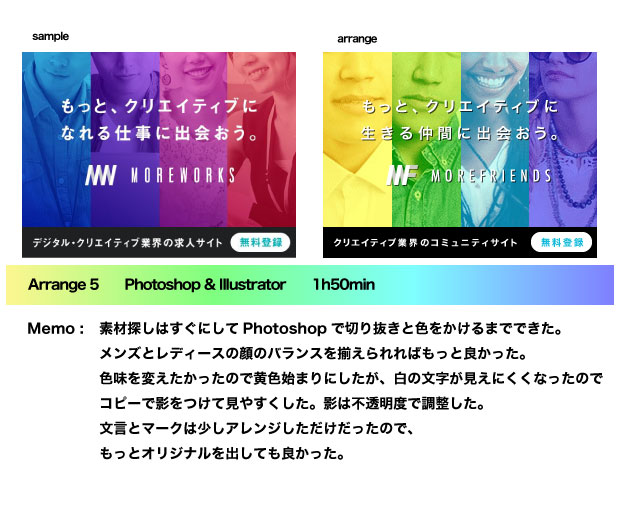 sample
arrange
もっと、クリエイティブに
なれる仕事に出会おう。
MOREWORKS
デジタル・クリエイティブ業界の求人サイト 無料登録
もっと、クリエイティブに
生きる仲間に出会おう。
MF MOREFRIENDS
クリエイティブ業界のコミュニティサイト 無料登録
Arrange 5 Photoshop & Illustrator 1h50min
Memo : 素材探しはすぐにして Photoshop で切り抜きと色をかけるまでできた。
メンズとレディースの顔のバランスを揃えられればもっと良かった。
色味を変えたかったので黄色始まりにしたが、白の文字が見えにくくなったので
コピーで影をつけて見やすくした。影は不透明度で調整した。
文言とマークは少しアレンジしただけだったので、
もっとオリジナルを出しても良かった。